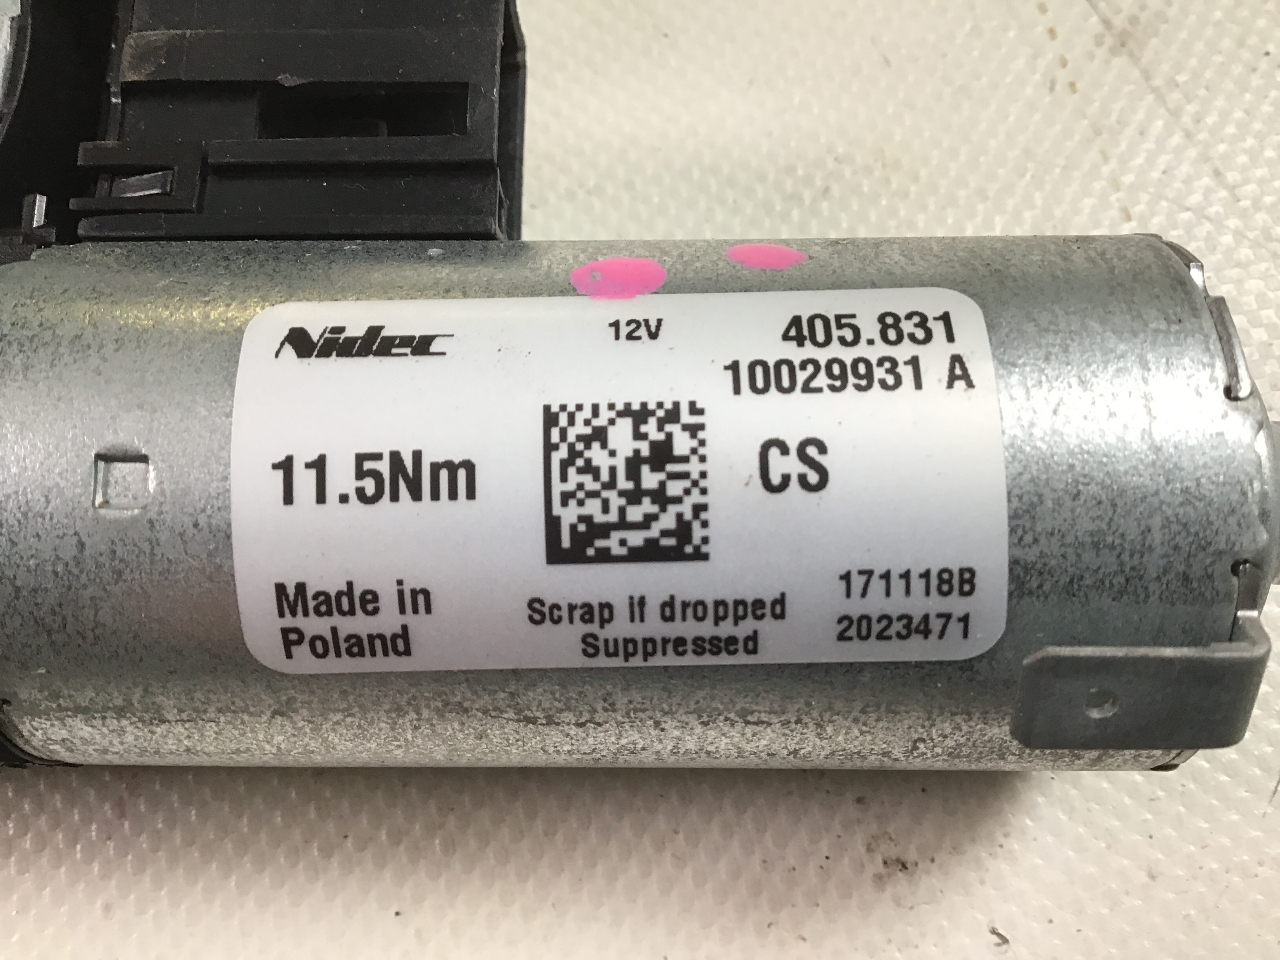 Nidec 12V 405.831
10029931 A
11.5Nm CS
Made in
Poland
Scrap if dropped
Suppressed
171118B
2023471